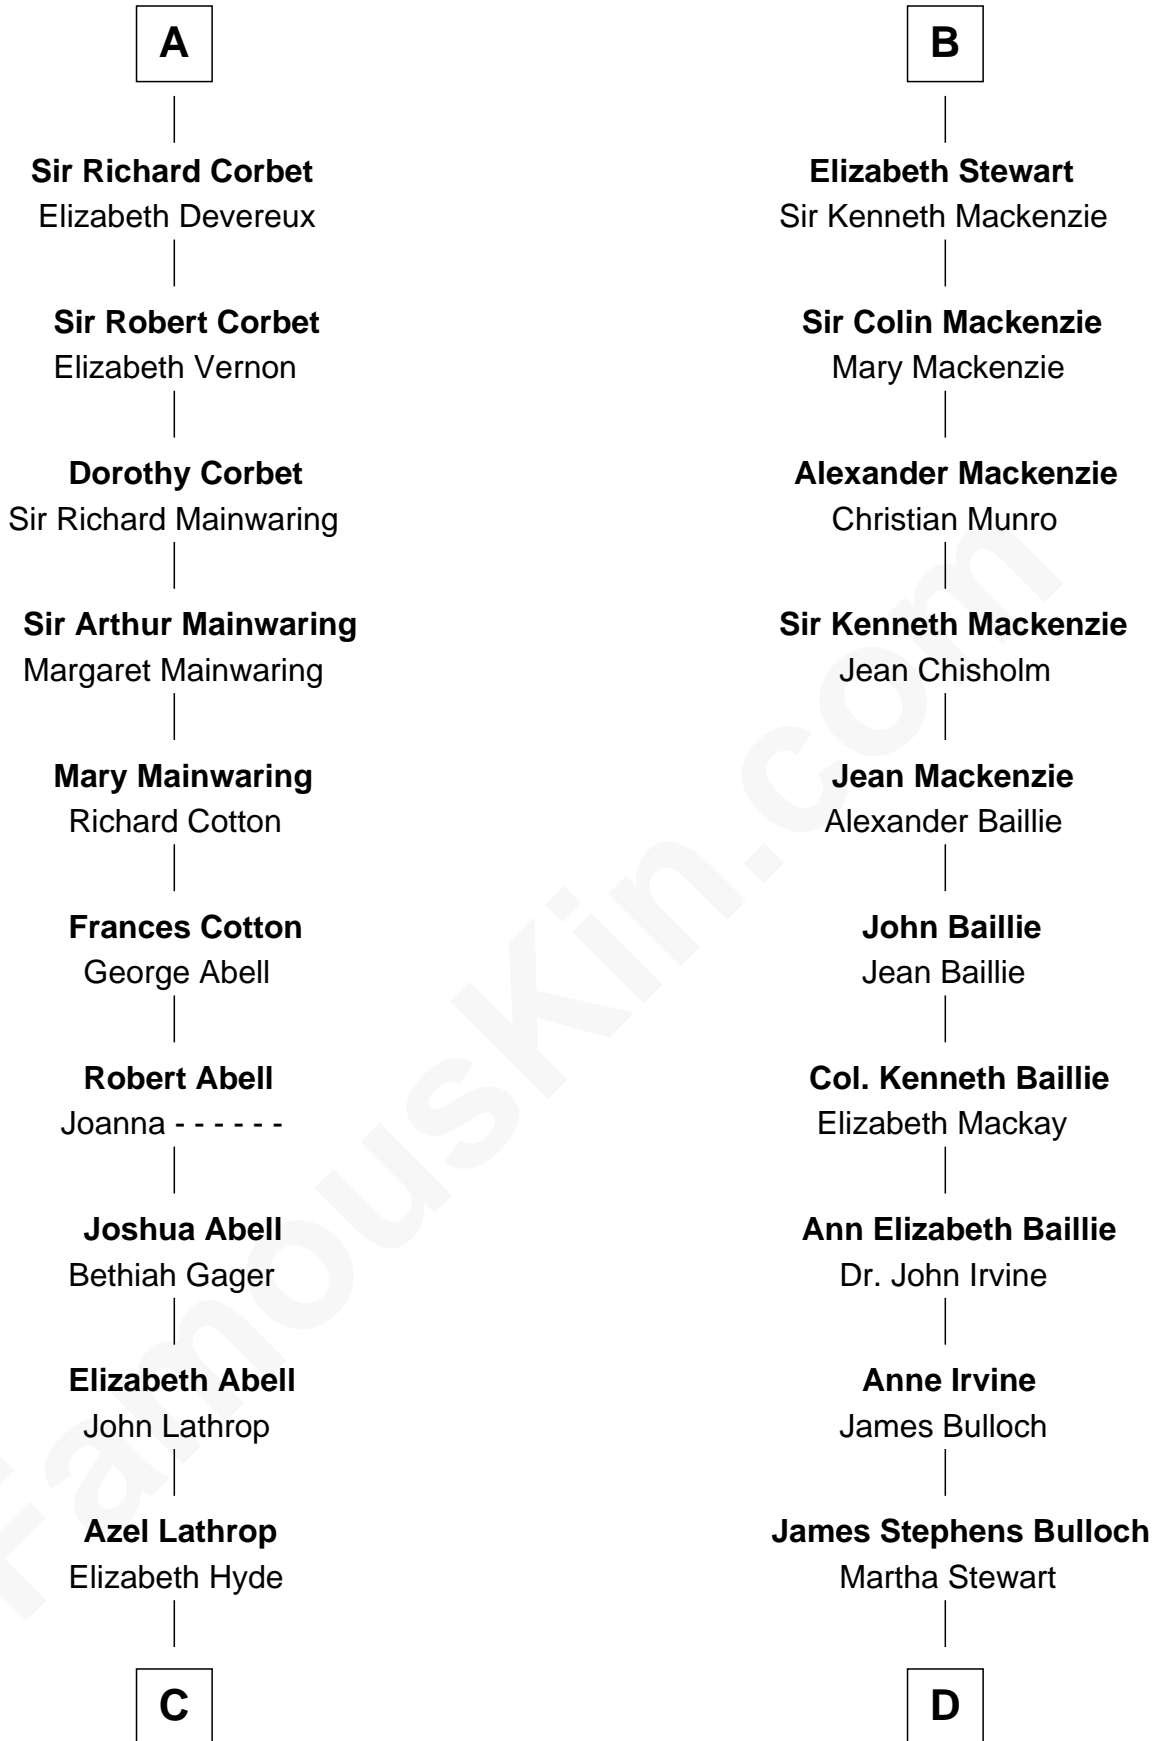 A
Sir Richard Corbet
Elizabeth Devereux
Sir Robert Corbet
Elizabeth Vernon
Dorothy Corbet
Sir Richard Mainwaring
Sir Arthur Mainwaring
Margaret Mainwaring
Mary Mainwaring
Richard Cotton
Frances Cotton
George Abell
Robert Abell
Joanna - - - - - -
Joshua Abell
Bethiah Gager
Elizabeth Abell
John Lathrop
Azel Lathrop
Elizabeth Hyde
C
B
Elizabeth Stewart
Sir Kenneth Mackenzie
Sir Colin Mackenzie
Mary Mackenzie
Alexander Mackenzie
Christian Munro
Sir Kenneth Mackenzie
Jean Chisholm
Jean Mackenzie
Alexander Baillie
John Baillie
Jean Baillie
Col. Kenneth Baillie
Elizabeth Mackay
Ann Elizabeth Baillie
Dr. John Irvine
Anne Irvine
James Bulloch
James Stephens Bulloch
Martha Stewart
D
FamousKin.com